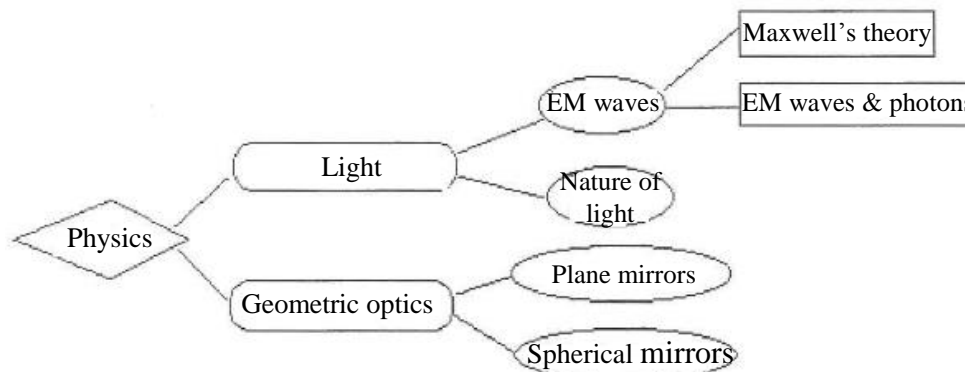 Maxwell's theory
EM waves
EM waves & photons
Light
Nature of
light
Physics
Plane mirrors
Geometric optics
Spherical mirrors